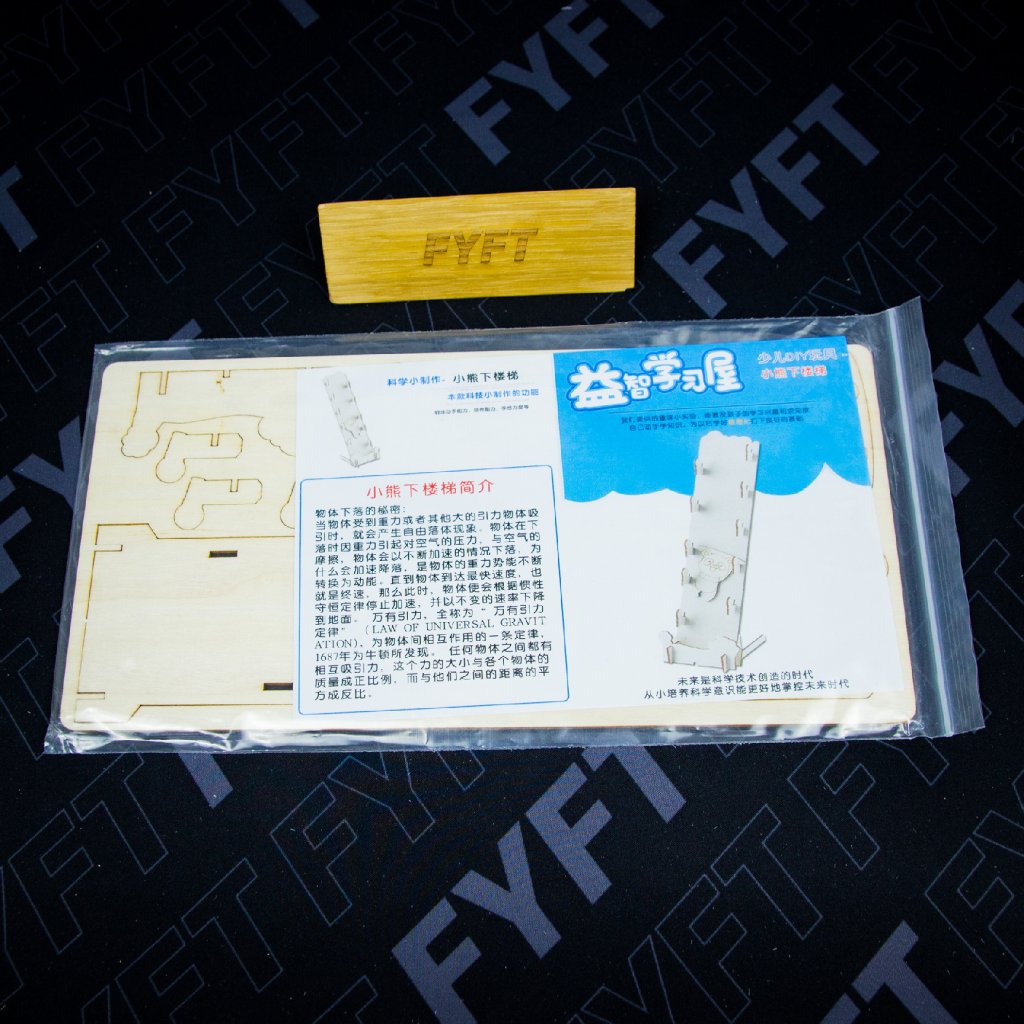 FYFT
科学小制作-小熊下楼梯
本款科技小制作的功能
小熊下楼梯简介
物体下落的秘密:
当物体受到重力或者其他大的引力物体吸
引时，就会产生自由落体现象，物体在下
落时因重力引起对空气的压力，与空气的
摩擦，物体会以不断加速的情况下落，为
什么会加速降落，是物体的重力势能不断
转换为动能。直到物体到达最快速度，也
就是终速，那么此时，物体便会根据惯性
守恒定律停止加速，并以不变的速率下降
到地面。万有引力，全称为“万有引力
定律”（LAW OF UNIVERSAL GRAVIT
ATION)，为物体间相互作用的一条定律，
1687年为牛顿所发现。任何物体之间都有
相互吸引力，这个力的大小与各个物体的
质量成正比例，而与他们之间的距离的平
方成反比。
益智学习屋
少儿DIY玩具
小熊下楼梯
未来是科学技术创造的时代
从小培养科学意识能更好地掌控未来时代
FYFT
FYFT
FYFT
FYFT